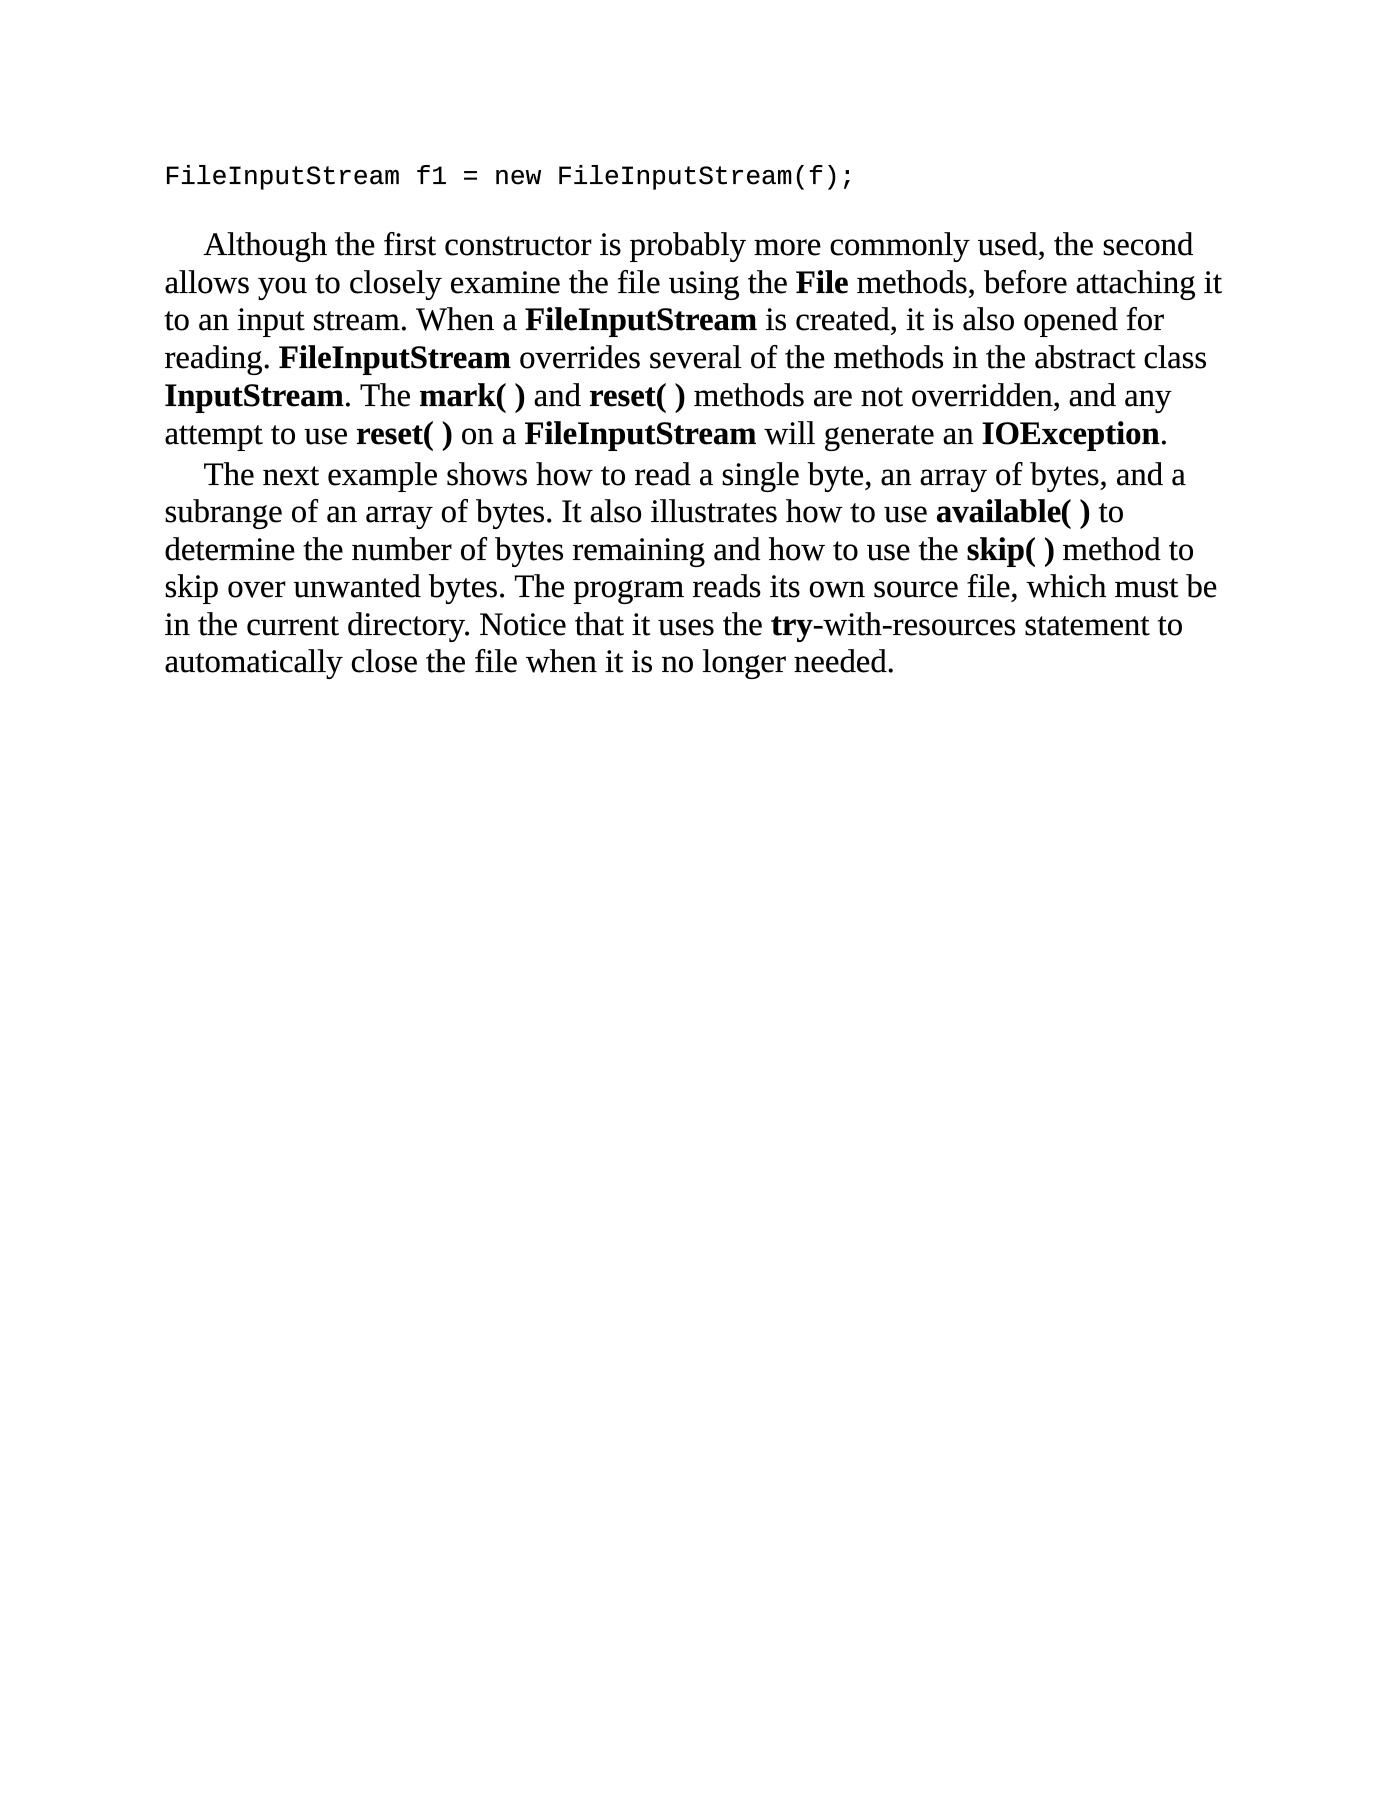 FileInputStream f1 = new FileInputStream(f);
Although the first constructor is probably more commonly used, the second
allows you to closely examine the file using the File methods, before attaching it
to an input stream. When a FileInputStream is created, it is also opened for
reading. FileInputStream overrides several of the methods in the abstract class
InputStream. The mark( ) and reset( ) methods are not overridden, and any
attempt to use reset( ) on a FileInputStream will generate an IOException.
The next example shows how to read a single byte, an array of bytes, and a
subrange of an array of bytes. It also illustrates how to use available( ) to
determine the number of bytes remaining and how to use the skip( ) method to
skip over unwanted bytes. The program reads its own source file, which must be
in the current directory. Notice that it uses the try-with-resources statement to
automatically close the file when it is no longer needed.